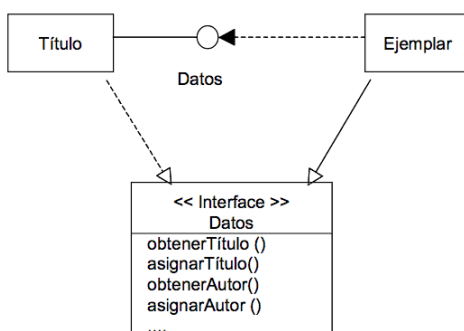 Título
Ejemplar
Datos
<< Interface >>
Datos
obtenerTítulo ()
asignarTítulo()
obtenerAutor()
asignarAutor ()
....